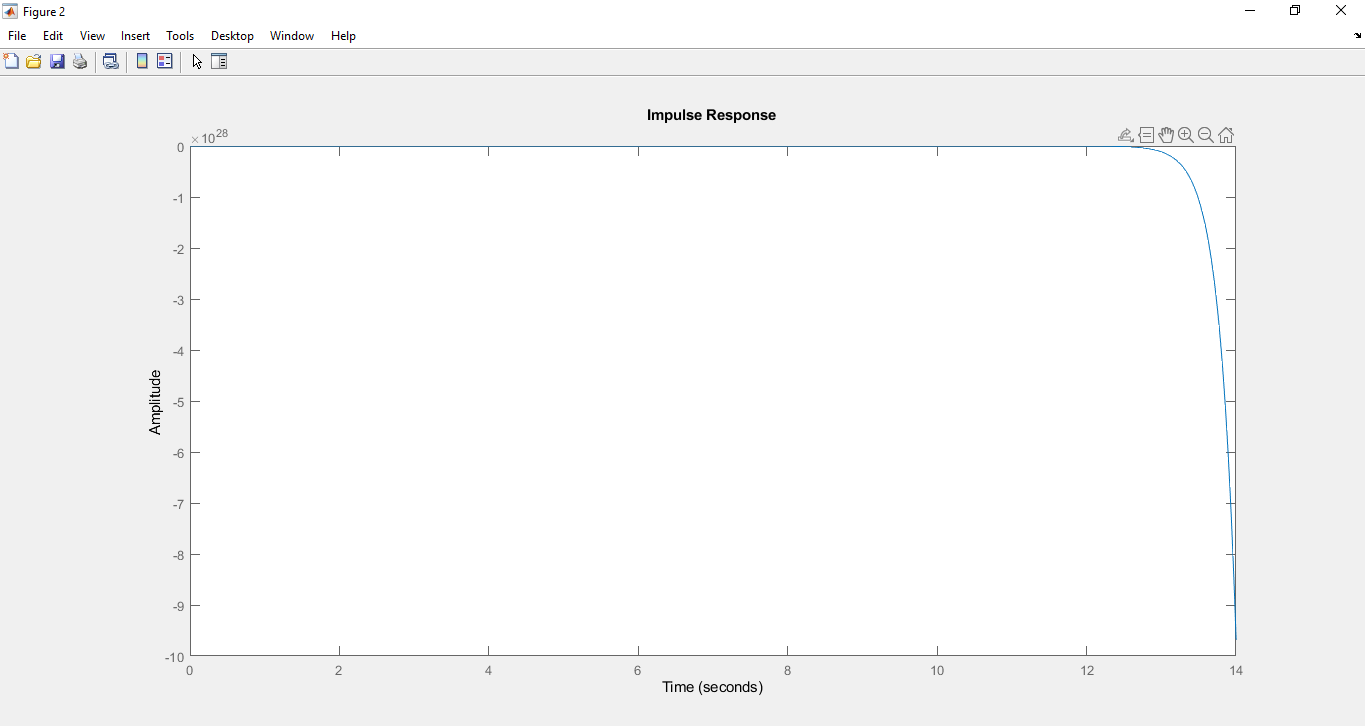 Figure 2
File Edit View Insert Tools Desktop Window Help
Impulse Response
×10^28
0
-1
-2
-3
-4
-5
-6
-7
-8
-9
-10
Amplitude
0 2 4 6 8 10 12 14
Time (seconds)